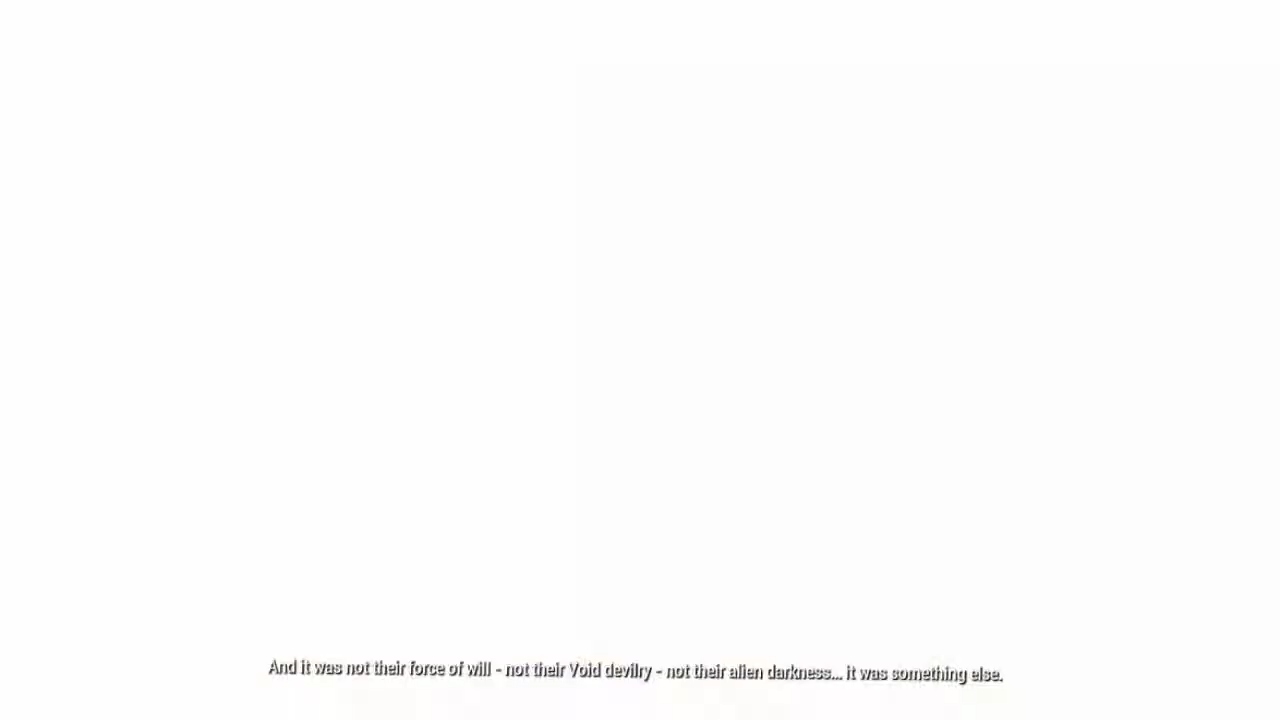 And it was not their force of will - not their Void devilry - not their alien darkness... it was something else.